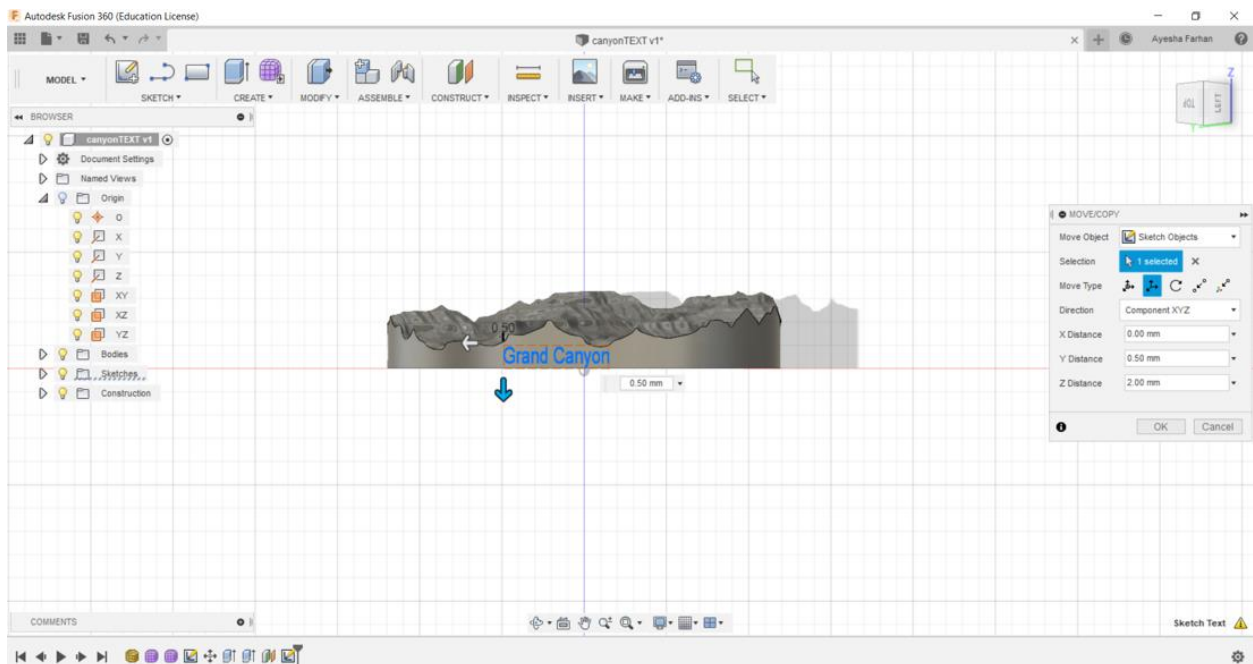 Autodesk Fusion 360 (Education License)
canyonTEXT v1*
Ayesha Farhan
MODEL
SKETCH
CREATE
MODIFY
ASSEMBLE
CONSTRUCT
INSPECT
INSERT
MAKE
ADD-INS
SELECT
Z
TOP
LEFT
Y
BROWSER
canyonTEXT v1
Document Settings
Named Views
Origin
O
X
Y
Z
XY
XZ
YZ
Bodies
Sketches
Construction
0.50
Grand Canyon
0.50 mm
MOVE/COPY
Move Object Sketch Objects
Selection 1 selected
Move Type
Direction Component XYZ
X Distance 0.00 mm
Y Distance 0.50 mm
Z Distance 2.00 mm
OK Cancel
COMMENTS
Sketch Text